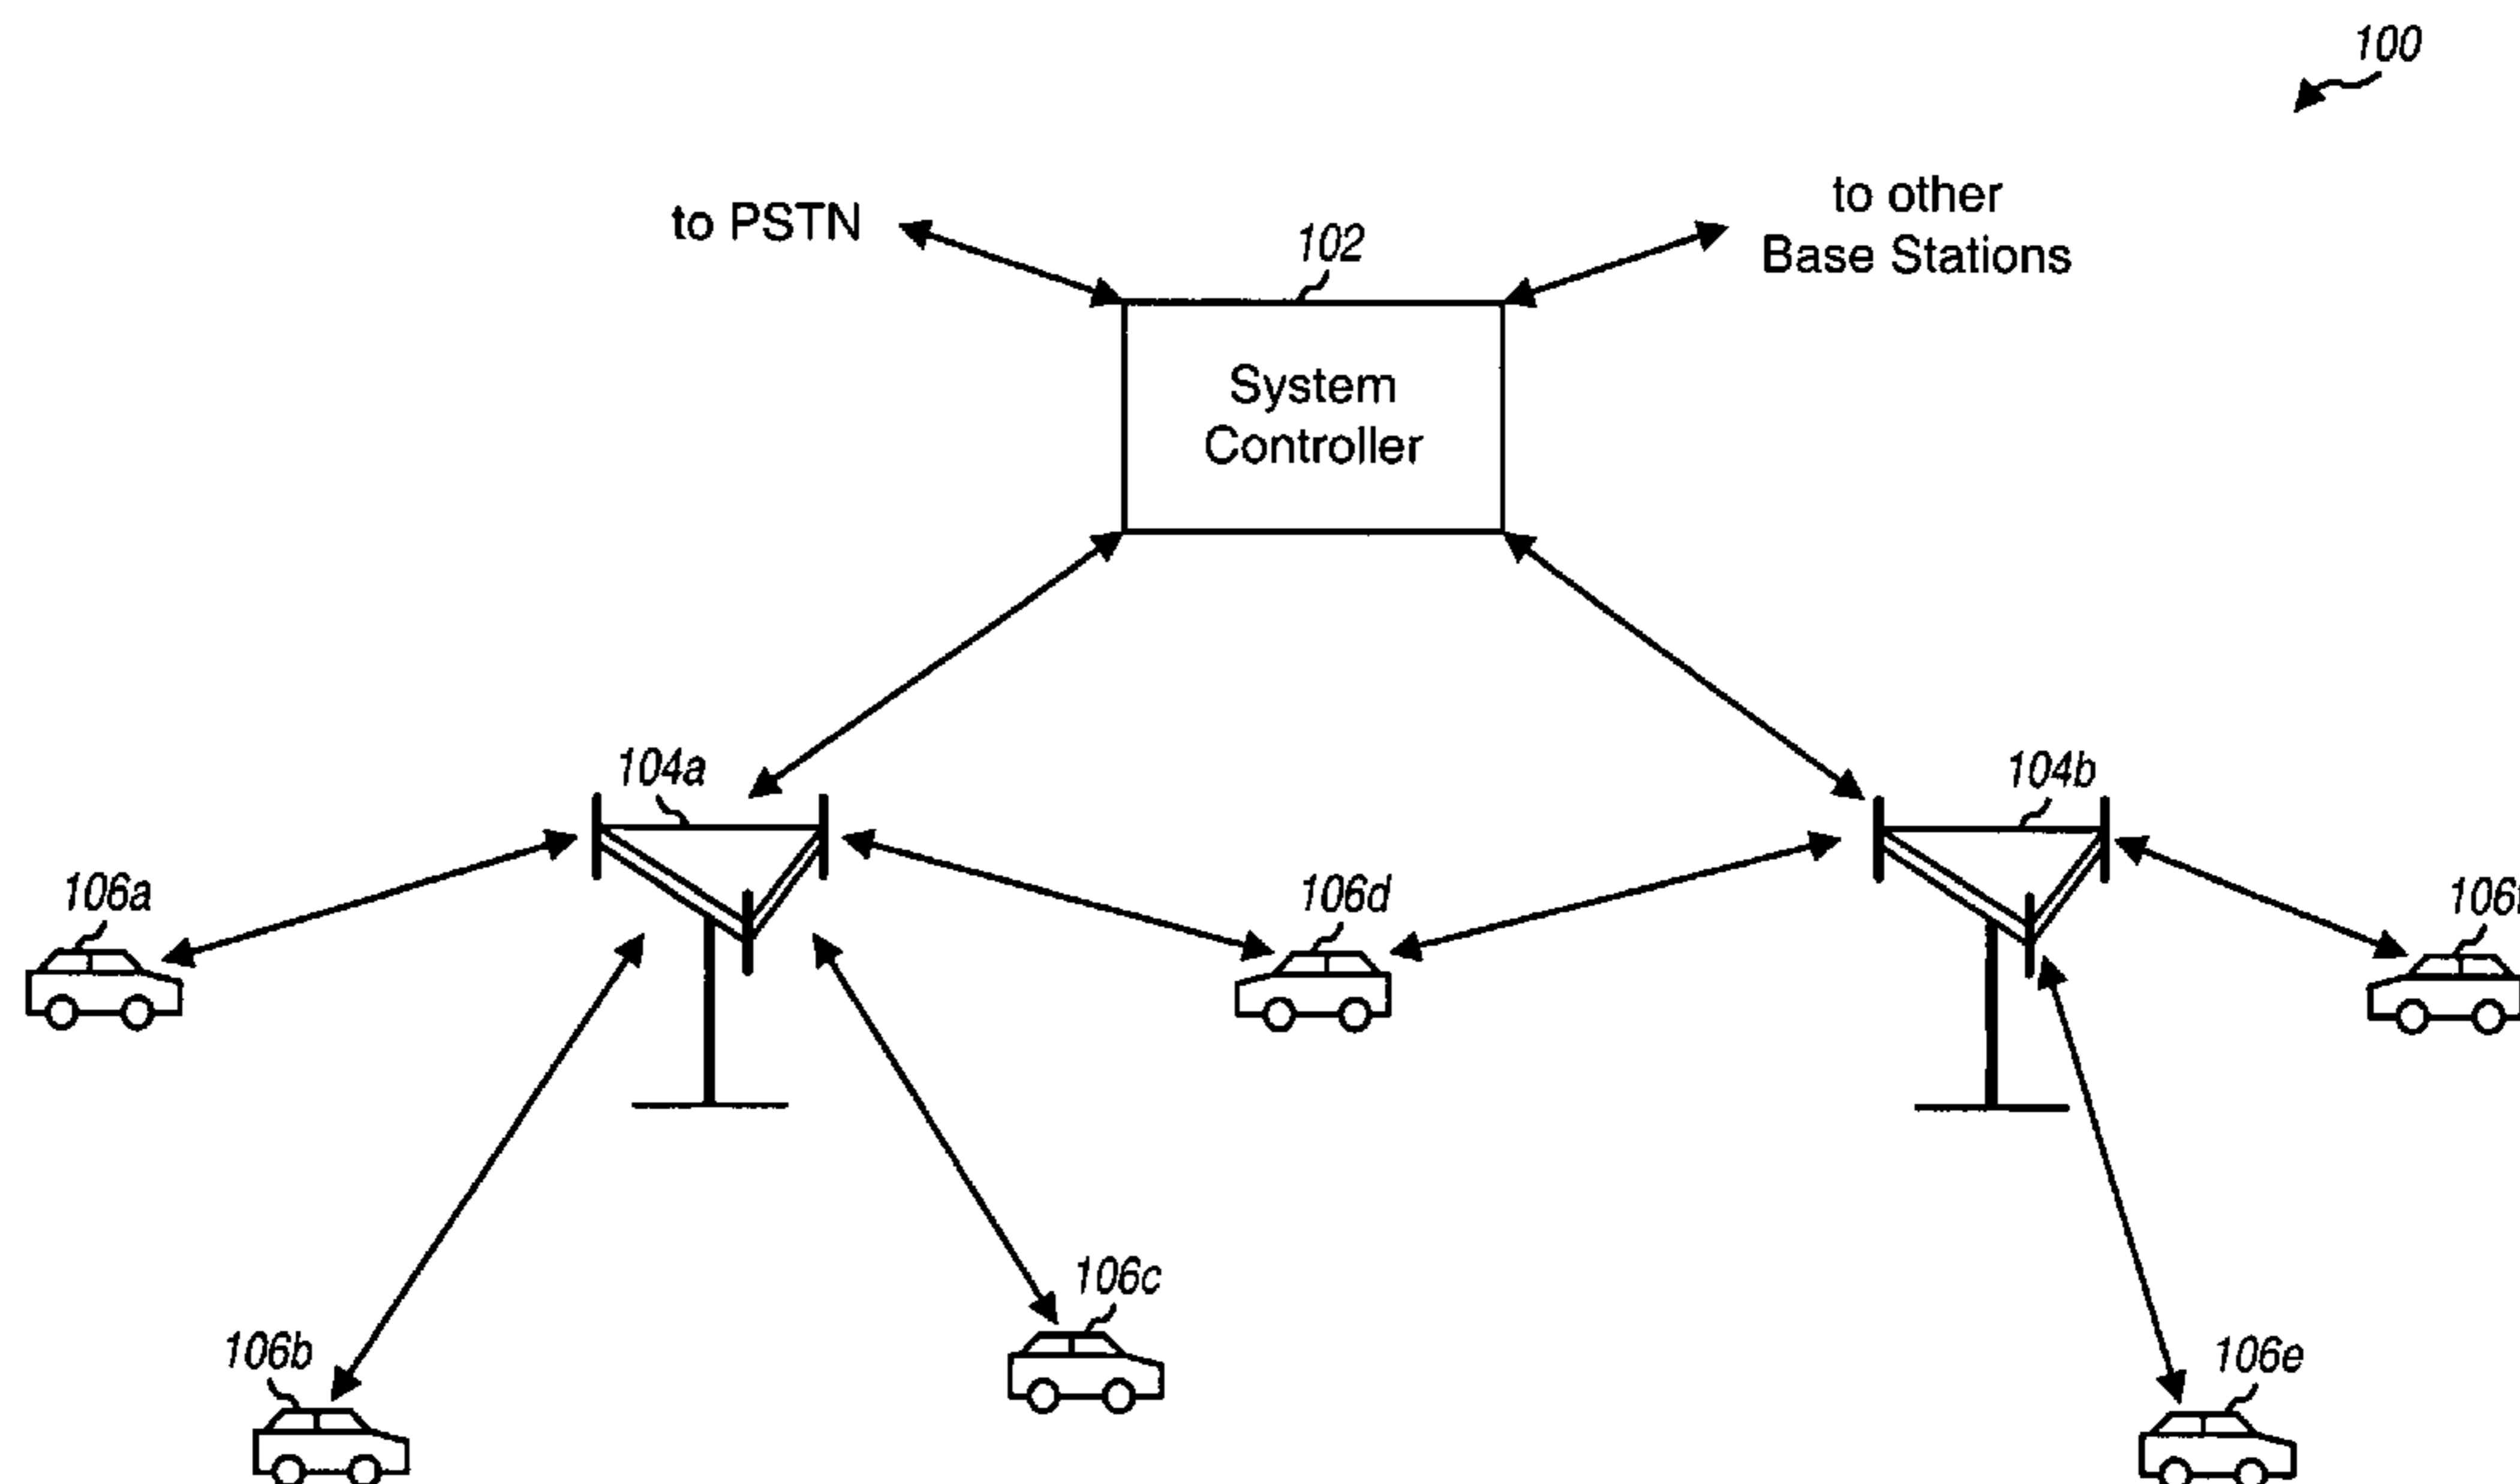 100
to PSTN
to other
Base Stations
102
System
Controller
104a
104b
106a
106d
106c
106b
106e